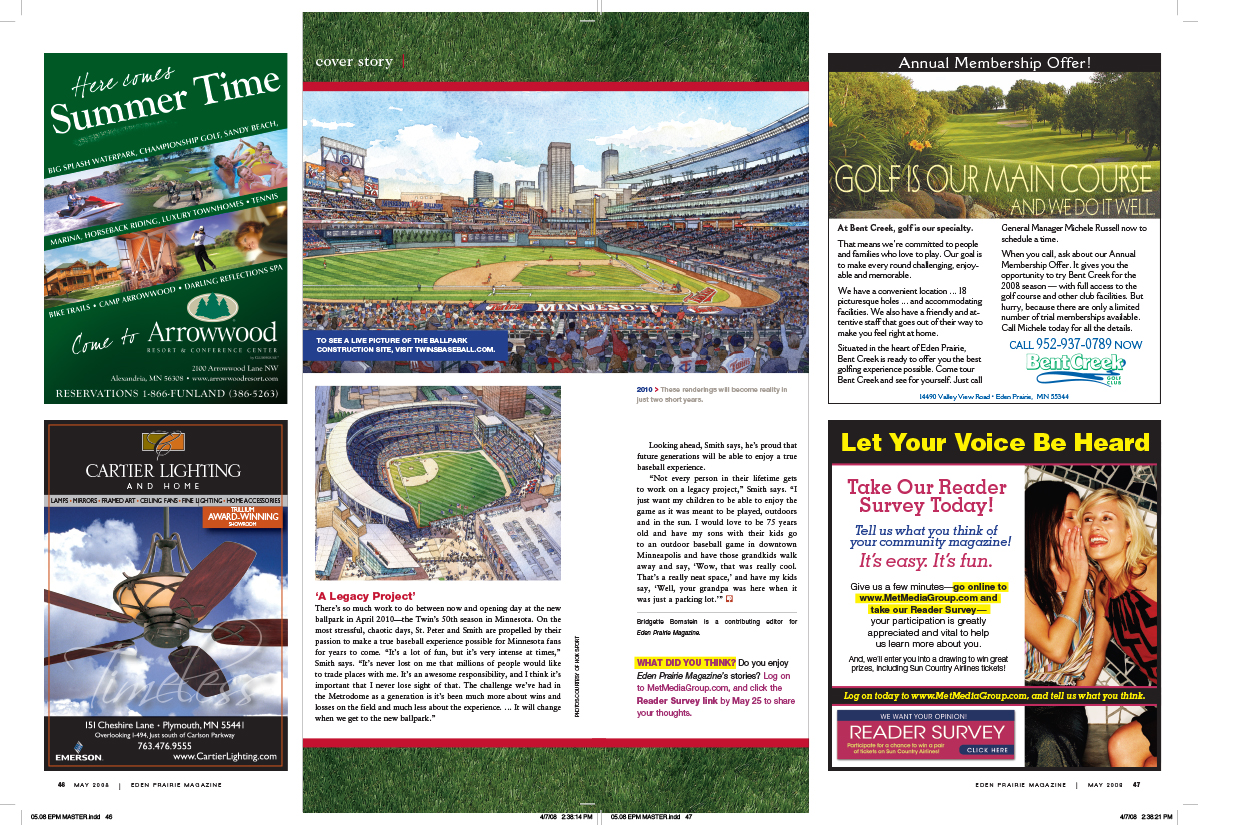 Here comes
Summer Time
BIG SPLASH WATERPARK, CHAMPIONSHIP GOLF, SANDY BEACH,
MARINA, HORSEBACK RIDING, LUXURY TOWNHOMES • TENNIS
BIKE TRAILS • CAMP ARROWWOOD • DARLING REFLECTIONS SPA
Come to Arrowwood
RESORT & CONFERENCE CENTER
2100 Arrowwood Lane NW
Alexandria, MN 56308 • www.arrowwoodresort.com
RESERVATIONS 1-866-FUNLAND (386-5263)
CARTIER LIGHTING
AND HOME
LAMPS · MIRRORS · FRAMED ART · CEILING FANS · FINE LIGHTING · HOME ACCESSORIES
TRILLIUM
AWARD-WINNING
SHOWROOM
timeless
151 Cheshire Lane • Plymouth, MN 55441
Overlooking I-494, Just south of Carlson Parkway
763.476.9555
EMERSON
www.CartierLighting.com
46 MAY 2008 | EDEN PRAIRIE MAGAZINE
cover story
MINNESOTA
TO SEE A LIVE PICTURE OF THE BALLPARK
CONSTRUCTION SITE, VISIT TWINSBASEBALL.COM.
‘A Legacy Project’
There’s so much work to do between now and opening day at the new
ballpark in April 2010—the Twin’s 50th season in Minnesota. On the
most stressful, chaotic days, St. Peter and Smith are propelled by their
passion to make a true baseball experience possible for Minnesota fans
for years to come. “It’s a lot of fun, but it’s very intense at times,”
Smith says. “It’s never lost on me that millions of people would like
to trade places with me. It’s an awesome responsibility, and I think it’s
important that I never lose sight of that. The challenge we’ve had in
the Metrodome as a generation is it’s been much more about wins and
losses on the field and much less about the experience. … It will change
when we get to the new ballpark.”
PHOTOS COURTESY OF HOK SPORT
2010 > These renderings will become reality in
just two short years.
Looking ahead, Smith says, he’s proud that
future generations will be able to enjoy a true
baseball experience.
“Not every person in their lifetime gets
to work on a legacy project,” Smith says. “I
just want my children to be able to enjoy the
game as it was meant to be played, outdoors
and in the sun. I would love to be 75 years
old and have my sons with their kids go
to an outdoor baseball game in downtown
Minneapolis and have those grandkids walk
away and say, ‘Wow, that was really cool.
That’s a really neat space,’ and have my kids
say, ‘Well, your grandpa was here when it
was just a parking lot.’”
Bridgette Bornstein is a contributing editor for
Eden Prairie Magazine.
WHAT DID YOU THINK? Do you enjoy
Eden Prairie Magazine’s stories? Log on
to MetMediaGroup.com, and click the
Reader Survey link by May 25 to share
your thoughts.
Annual Membership Offer!
GOLF IS OUR MAIN COURSE
AND WE DO IT WELL.
At Bent Creek, golf is our specialty.
That means we’re committed to people
and families who love to play. Our goal is
to make every round challenging, enjoy-
able and memorable.
We have a convenient location ... 18
picturesque holes ... and accommodating
facilities. We also have a friendly and at-
tentive staff that goes out of their way to
make you feel right at home.
Situated in the heart of Eden Prairie,
Bent Creek is ready to offer you the best
golfing experience possible. Come tour
Bent Creek and see for yourself. Just call
General Manager Michele Russell now to
schedule a time.
When you call, ask about our Annual
Membership Offer. It gives you the
opportunity to try Bent Creek for the
2008 season — with full access to the
golf course and other club facilities. But
hurry, because there are only a limited
number of trial memberships available.
Call Michele today for all the details.
CALL 952-937-0789 NOW
Bent Creek
GOLF
CLUB
14490 Valley View Road • Eden Prairie, MN 55344
Let Your Voice Be Heard
Take Our Reader
Survey Today!
Tell us what you think of
your community magazine!
It’s easy. It’s fun.
Give us a few minutes—go online to
www.MetMediaGroup.com and
take our Reader Survey—
your participation is greatly
appreciated and vital to help
us learn more about you.
And, we’ll enter you into a drawing to win great
prizes, including Sun Country Airlines tickets!
Log on today to www.MetMediaGroup.com, and tell us what you think.
WE WANT YOUR OPINION!
READER SURVEY
Participate for a chance to win a pair
of tickets on Sun Country Airlines!
CLICK HERE
EDEN PRAIRIE MAGAZINE | MAY 2008 47
05.08 EPM MASTER.indd 46
4/7/08 2:38:14 PM
05.08 EPM MASTER.indd 47
4/7/08 2:38:21 PM